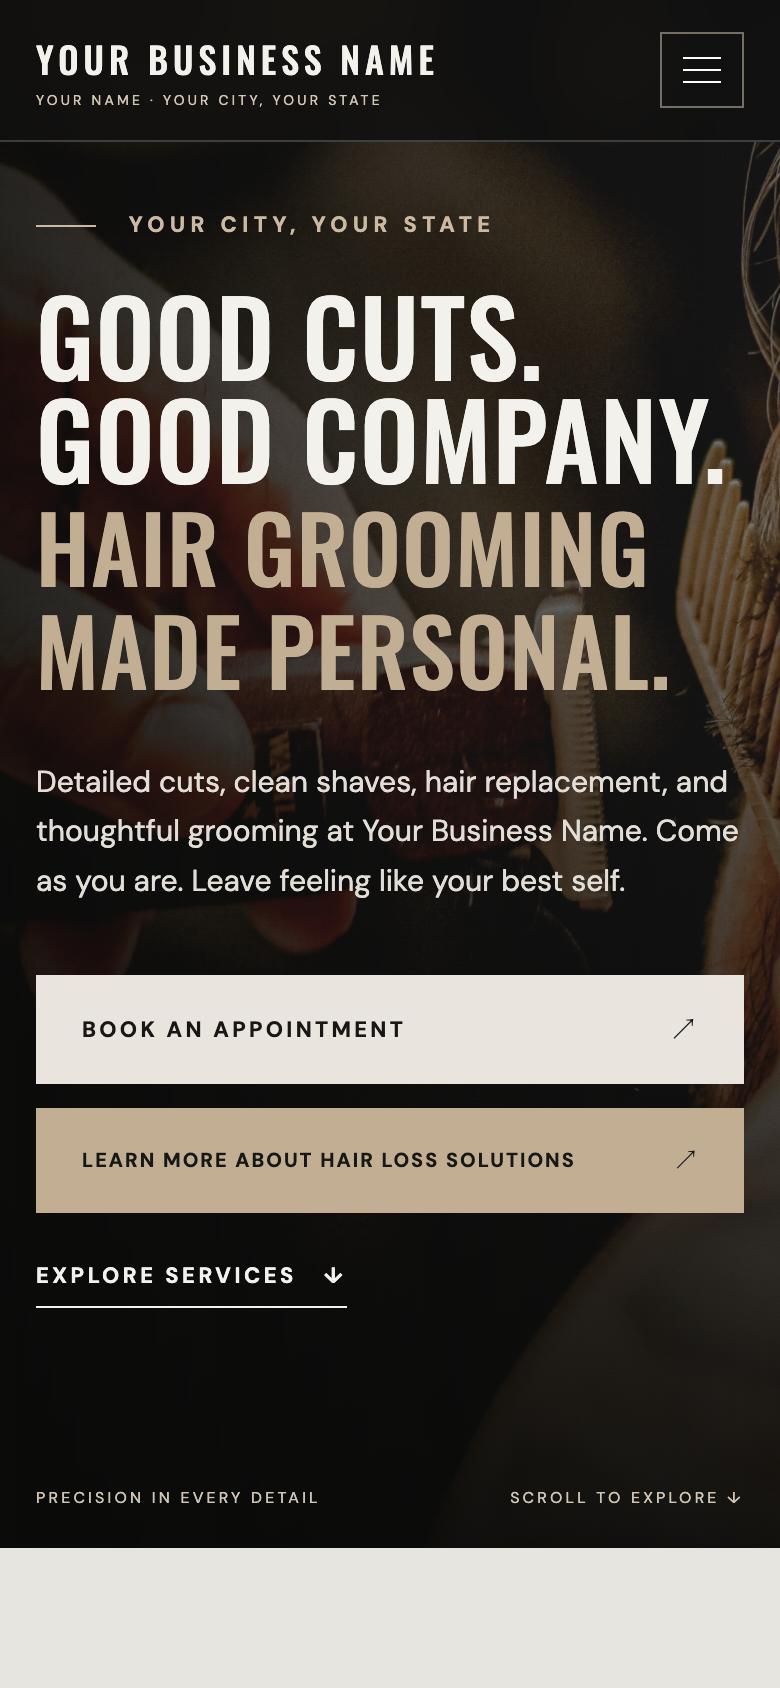 YOUR BUSINESS NAME
YOUR NAME · YOUR CITY, YOUR STATE
YOUR CITY, YOUR STATE
GOOD CUTS.
GOOD COMPANY.
HAIR GROOMING
MADE PERSONAL.
Detailed cuts, clean shaves, hair replacement, and
thoughtful grooming at Your Business Name. Come
as you are. Leave feeling like your best self.
BOOK AN APPOINTMENT ↗
LEARN MORE ABOUT HAIR LOSS SOLUTIONS ↗
EXPLORE SERVICES ↓
PRECISION IN EVERY DETAIL
SCROLL TO EXPLORE ↓